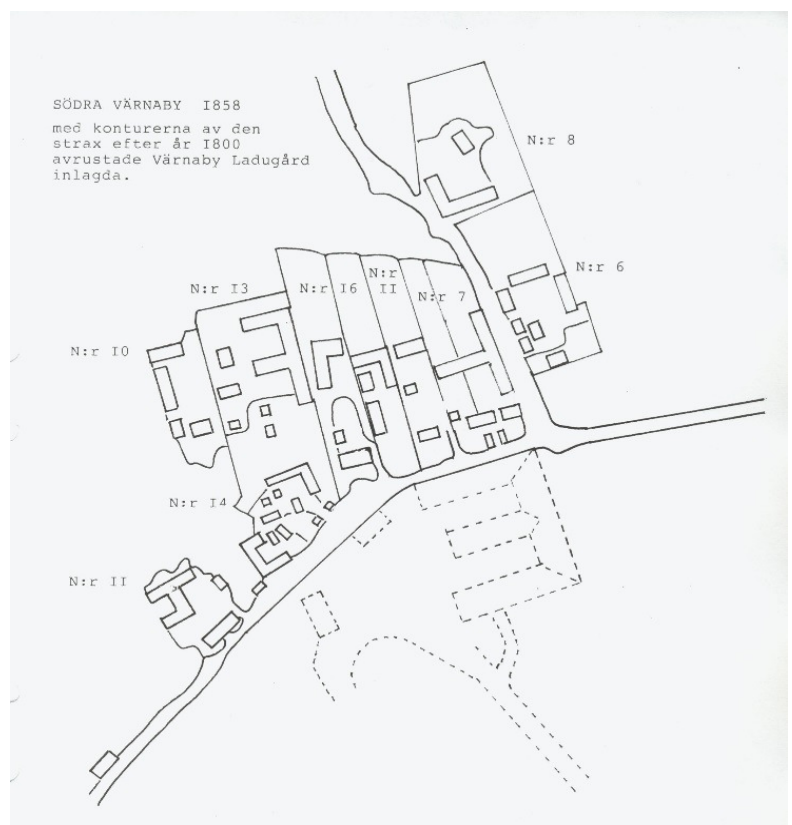 SÖDRA VÄRNABY I858
med konturerna av den
strax efter år I800
avrustade Värnaby Ladugård
inlagda.
N:r 8
N:r 6
N:r I3
N:r I6
N:r
II
N:r 7
N:r I0
N:r I4
N:r II